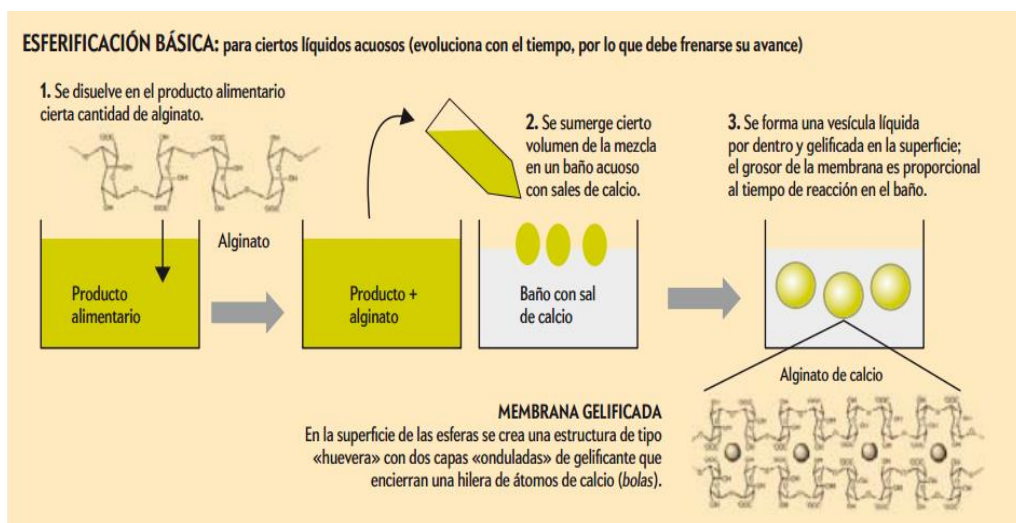 ESFERIFICACIÓN BÁSICA: para ciertos líquidos acuosos (evoluciona con el tiempo, por lo que debe frenarse su avance)
1. Se disuelve en el producto alimentario
cierta cantidad de alginato.
Alginato
Producto
alimentario
2. Se sumerge cierto
volumen de la mezcla
en un baño acuoso
con sales de calcio.
Producto +
alginato
Baño con sal
de calcio
3. Se forma una vesícula líquida
por dentro y gelificada en la superficie;
el grosor de la membrana es proporcional
al tiempo de reacción en el baño.
Alginato de calcio
MEMBRANA GELIFICADA
En la superficie de las esferas se crea una estructura de tipo
«huevera» con dos capas «onduladas» de gelificante que
encierran una hilera de átomos de calcio (bolas).